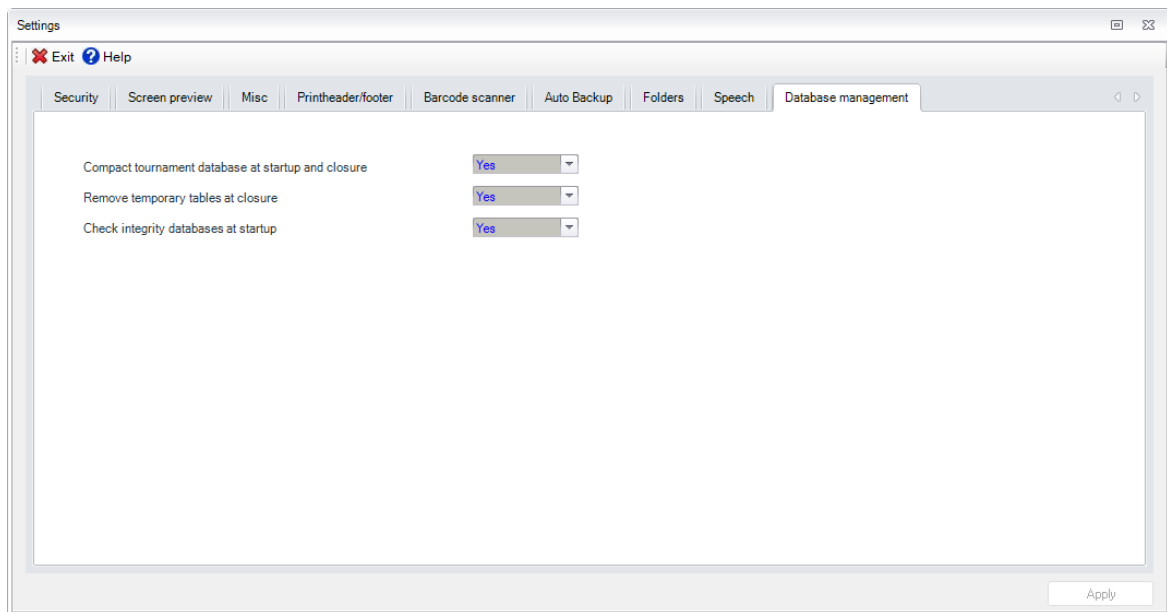 Settings
Exit Help
Security Screen preview Misc Printheader/footer Barcode scanner Auto Backup Folders Speech Database management
Compact tournament database at startup and closure Yes
Remove temporary tables at closure Yes
Check integrity databases at startup Yes
Apply